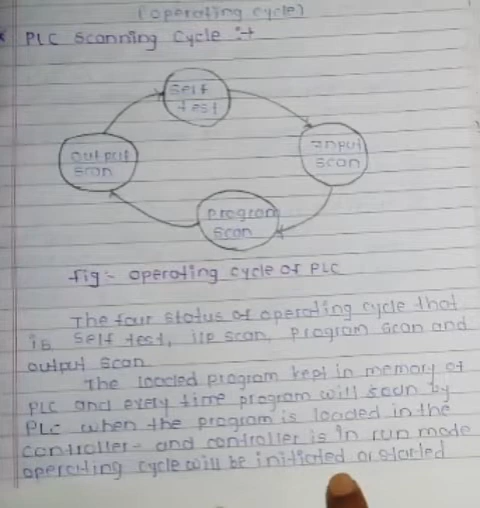 (operating cycle)
* PLC Scanning Cycle :-
Self
test
Input
scan
Program
scan
output
scan
fig:- operating cycle of PLC
The four status of operating cycle that
is self test, i/p scan, program scan and
output scan
The loaded program kept in memory of
PLC and every time program will scan by
PLC when the program is loaded in the
controller- and controller is in run mode
operating cycle will be initiated or started